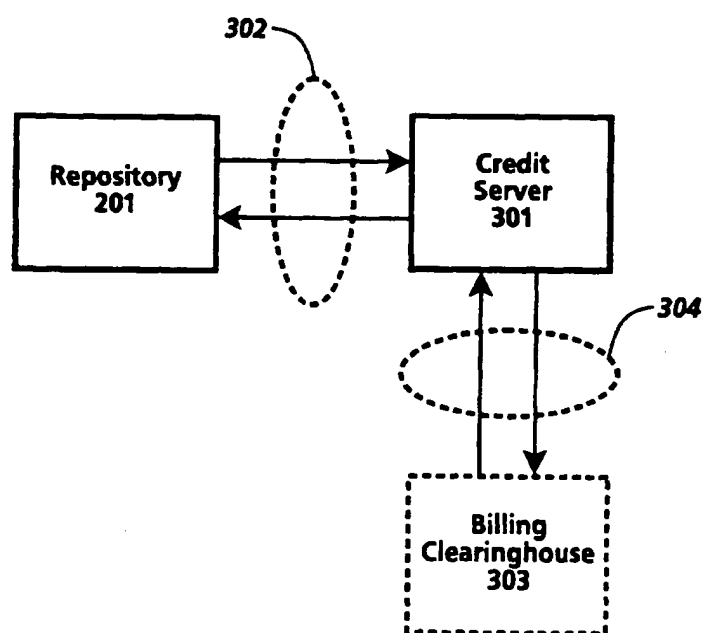 302
Repository
201
Credit
Server
301
304
Billing
Clearinghouse
303